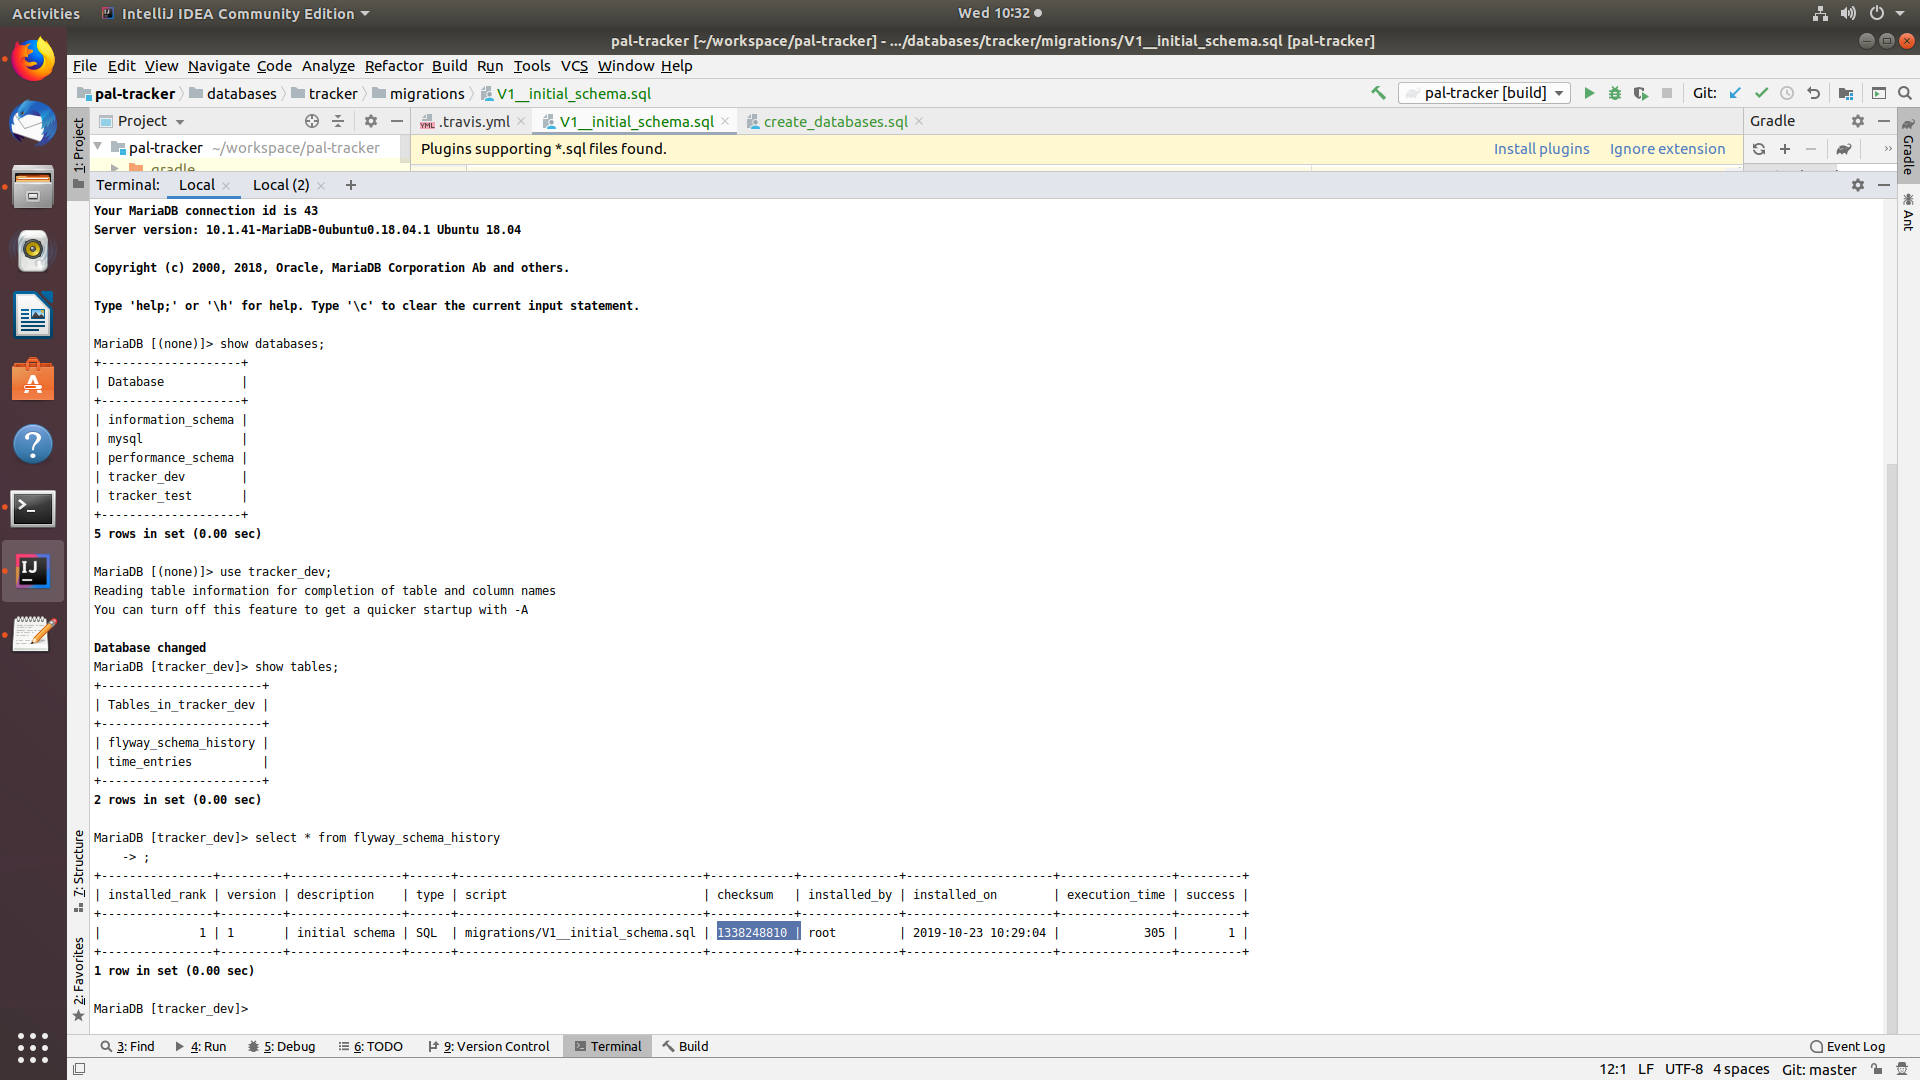 Activities IntelliJ IDEA Community Edition Wed 10:32
pal-tracker [~/workspace/pal-tracker] - .../databases/tracker/migrations/V1__initial_schema.sql [pal-tracker]
File Edit View Navigate Code Analyze Refactor Build Run Tools VCS Window Help
pal-tracker databases tracker migrations V1__initial_schema.sql pal-tracker [build] Git:
Project .travis.yml V1__initial_schema.sql create_databases.sql Gradle
pal-tracker ~/workspace/pal-tracker Plugins supporting *.sql files found. Install plugins Ignore extension
gradle
1: Project
Gradle
Ant
Terminal: Local Local (2)
Your MariaDB connection id is 43
Server version: 10.1.41-MariaDB-0ubuntu0.18.04.1 Ubuntu 18.04
Copyright (c) 2000, 2018, Oracle, MariaDB Corporation Ab and others.
Type 'help;' or '\h' for help. Type '\c' to clear the current input statement.
MariaDB [(none)]> show databases;
+--------------------+
| Database           |
+--------------------+
| information_schema |
| mysql              |
| performance_schema |
| tracker_dev        |
| tracker_test       |
+--------------------+
5 rows in set (0.00 sec)
MariaDB [(none)]> use tracker_dev;
Reading table information for completion of table and column names
You can turn off this feature to get a quicker startup with -A
Database changed
MariaDB [tracker_dev]> show tables;
+-----------------------+
| Tables_in_tracker_dev |
+-----------------------+
| flyway_schema_history |
| time_entries          |
+-----------------------+
2 rows in set (0.00 sec)
MariaDB [tracker_dev]> select * from flyway_schema_history
    -> ;
+----------------+---------+----------------+------+-----------------------------------+------------+--------------+---------------------+----------------+---------+
| installed_rank | version | description    | type | script                            | checksum   | installed_by | installed_on        | execution_time | success |
+----------------+---------+----------------+------+-----------------------------------+------------+--------------+---------------------+----------------+---------+
|              1 | 1       | initial schema | SQL  | migrations/V1__initial_schema.sql | 1338248810 | root         | 2019-10-23 10:29:04 |            305 |       1 |
+----------------+---------+----------------+------+-----------------------------------+------------+--------------+---------------------+----------------+---------+
1 row in set (0.00 sec)
MariaDB [tracker_dev]>
7: Structure
2: Favorites
3: Find 4: Run 5: Debug 6: TODO 9: Version Control Terminal Build Event Log
12:1 LF UTF-8 4 spaces Git: master